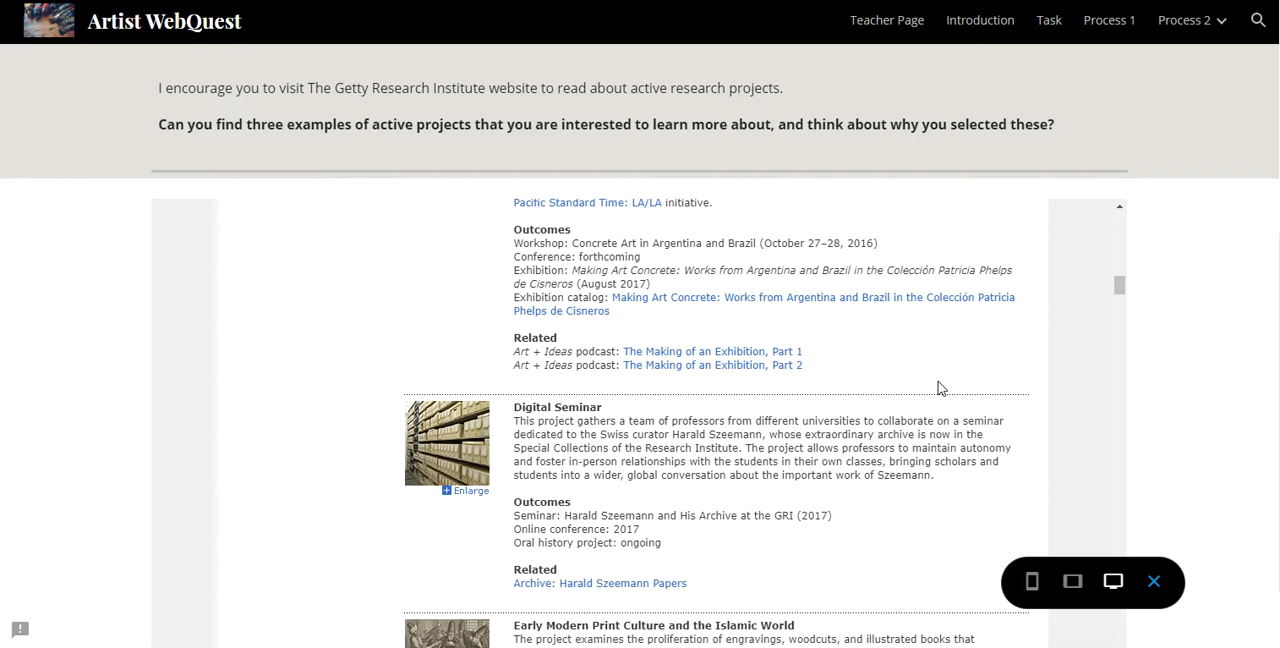 Artist WebQuest
Teacher Page Introduction Task Process 1 Process 2
I encourage you to visit The Getty Research Institute website to read about active research projects.
Can you find three examples of active projects that you are interested to learn more about, and think about why you selected these?
Pacific Standard Time: LA/LA initiative.
Outcomes
Workshop: Concrete Art in Argentina and Brazil (October 27–28, 2016)
Conference: forthcoming
Exhibition: Making Art Concrete: Works from Argentina and Brazil in the Colección Patricia Phelps
de Cisneros (August 2017)
Exhibition catalog: Making Art Concrete: Works from Argentina and Brazil in the Colección Patricia
Phelps de Cisneros
Related
Art + Ideas podcast: The Making of an Exhibition, Part 1
Art + Ideas podcast: The Making of an Exhibition, Part 2
Digital Seminar
This project gathers a team of professors from different universities to collaborate on a seminar
dedicated to the Swiss curator Harald Szeemann, whose extraordinary archive is now in the
Special Collections of the Research Institute. The project allows professors to maintain autonomy
and foster in-person relationships with the students in their own classes, bringing scholars and
students into a wider, global conversation about the important work of Szeemann.
Enlarge
Outcomes
Seminar: Harald Szeemann and His Archive at the GRI (2017)
Online conference: 2017
Oral history project: ongoing
Related
Archive: Harald Szeemann Papers
Early Modern Print Culture and the Islamic World
The project examines the proliferation of engravings, woodcuts, and illustrated books that